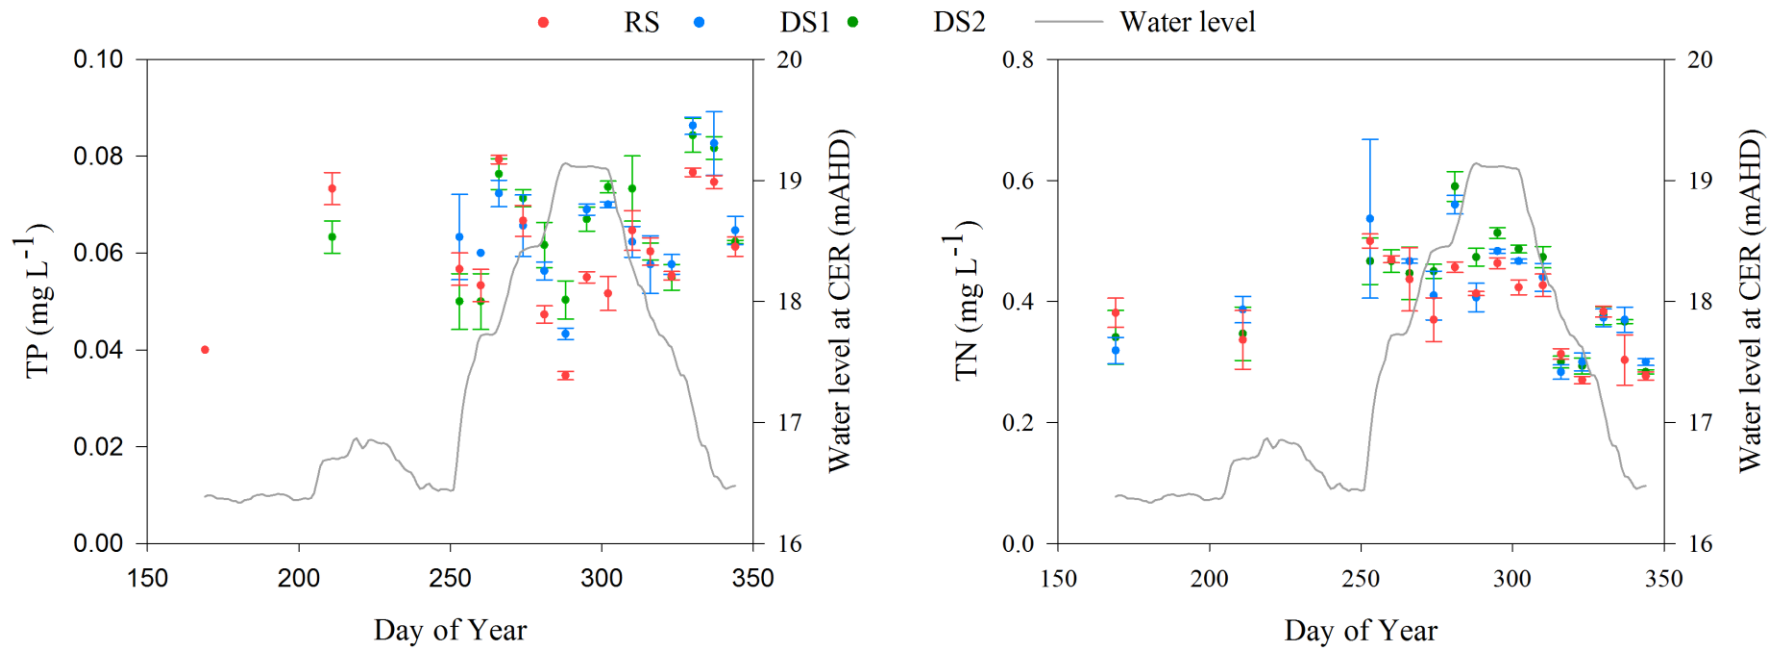 RS DS1 DS2 Water level
TP (mg L⁻¹)
0.10
0.08
0.06
0.04
0.02
0.00
150 200 250 300 350
Day of Year
20
19
18
17
16
Water level at CER (mAHD)
TN (mg L⁻¹)
0.8
0.6
0.4
0.2
0.0
150 200 250 300 350
Day of Year
20
19
18
17
16
Water level at CER (mAHD)